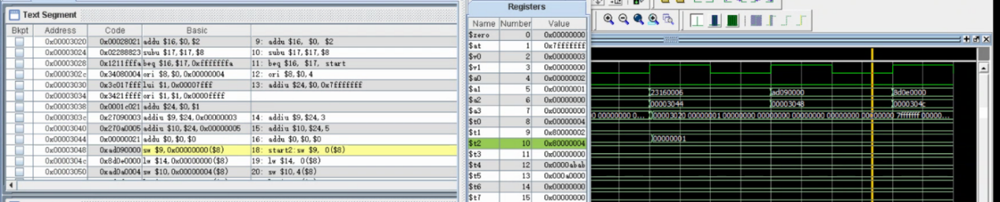 Text Segment
Bkpt Address Code Basic
0x00003020 0x00028021 addu $16,$0,$2 9: addu $16, $0, $2
0x00003024 0x02288823 subu $17,$17,$8 10: subu $17,$17,$8
0x00003028 0x1211fffa beq $16,$17,0xfffffffa 11: beq $16, $17, start
0x0000302c 0x34080004 ori $8,$0,0x00000004 12: ori $8,$0,4
0x00003030 0x3c017fff lui $1,0x00007fff 13: addiu $24,$0,0x7fffffff
0x00003034 0x3421ffff ori $1,$1,0x0000ffff
0x00003038 0x0001c021 addu $24,$0,$1
0x0000303c 0x27090003 addiu $9,$24,0x00000003 14: addiu $9,$24,3
0x00003040 0x270a0005 addiu $10,$24,0x00000005 15: addiu $10,$24,5
0x00003044 0x00000021 addu $0,$0,$0 16: addu $0,$0,$0
0x00003048 0xad090000 sw $9,0x00000000($8) 18: start2:sw $9, 0($8)
0x0000304c 0x8d0e0000 lw $14,0x00000000($8) 19: lw $14, 0($8)
0x00003050 0xad0a0004 sw $10,0x00000004($8) 20: sw $10,4($8)
Registers
Name Number Value
$zero 0 0x00000000
$at 1 0x7fffffff
$v0 2 0x00000003
$v1 3 0x00000000
$a0 4 0x00000002
$a1 5 0x00000001
$a2 6 0x00000000
$a3 7 0x00000000
$t0 8 0x00000004
$t1 9 0x80000002
$t2 10 0x80000004
$t3 11 0x00000000
$t4 12 0x0000abab
$t5 13 0x000a0000
$t6 14 0x00000000
$t7 15 0x00000000
23160006 ad090000 8d0e0000
00003044 00003048 0000304c
0 00000000 0... 00003020 00000001 00000000 00000000 00000000 00000000 00000000 7fffffff 00000...
00000001